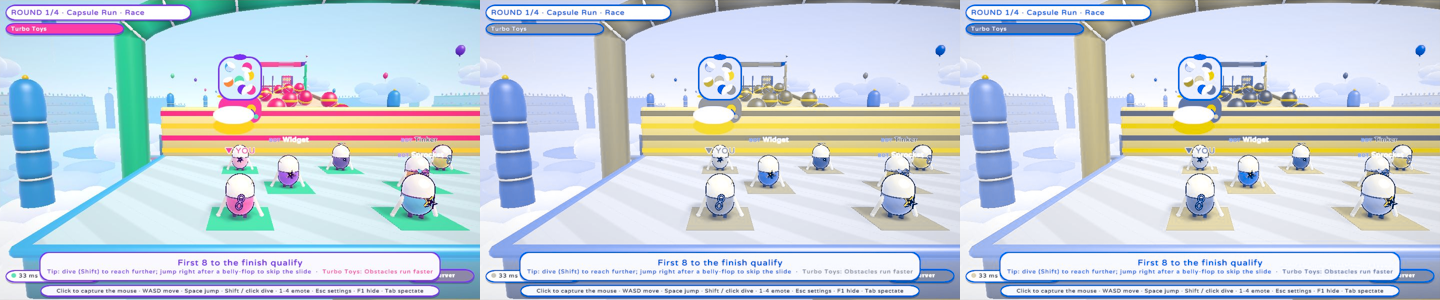 ROUND 1/4 - Capsule Run - Race
Turbo Toys
Widget
YOU
8
First 8 to the finish qualify
Tip: dive (Shift) to reach further; jump right after a belly-flop to skip the slide · Turbo Toys: Obstacles run faster
33 ms
Click to capture the mouse · WASD move · Space jump · Shift / click dive · 1-4 emote · Esc settings · F1 hide · Tab spectate
ROUND 1/4 - Capsule Run - Race
Turbo Toys
Widget
YOU
8
First 8 to the finish qualify
Tip: dive (Shift) to reach further; jump right after a belly-flop to skip the slide · Turbo Toys: Obstacles run faster
33 ms
Click to capture the mouse · WASD move · Space jump · Shift / click dive · 1-4 emote · Esc settings · F1 hide · Tab spectate
ROUND 1/4 - Capsule Run - Race
Turbo Toys
Widget
YOU
8
First 8 to the finish qualify
Tip: dive (Shift) to reach further; jump right after a belly-flop to skip the slide · Turbo Toys: Obstacles run faster
33 ms
Click to capture the mouse · WASD move · Space jump · Shift / click dive · 1-4 emote · Esc settings · F1 hide · Tab spectate